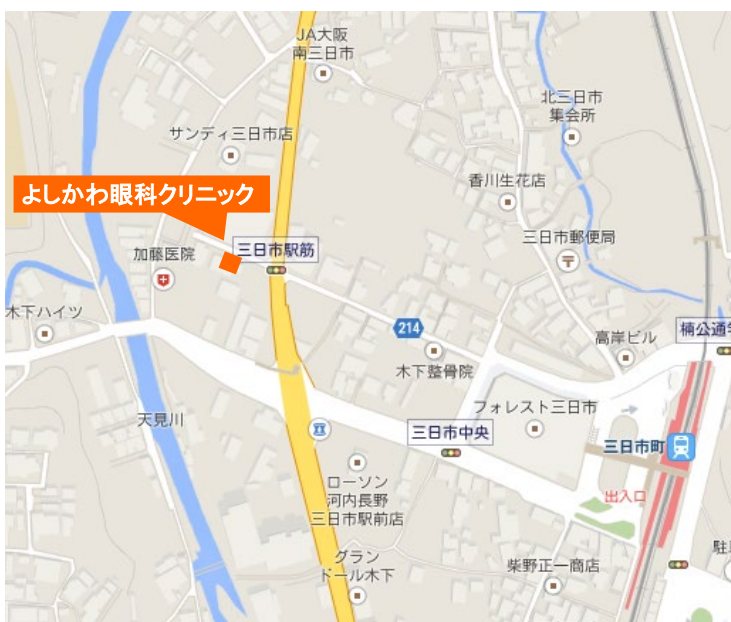 JA大阪
南三日市
北三日市
集会所
サンディ三日市店
香川生花店
よしかわ眼科クリニック
三日市郵便局
三日市駅筋
加藤医院
木下ハイツ
214
高岸ビル
楠公通学
木下整骨院
フォレスト三日市
天見川
三日市中央
三日市町
ローソン
河内長野
三日市駅前店
出入口
グラン
ドール木下
柴野正一商店
駐